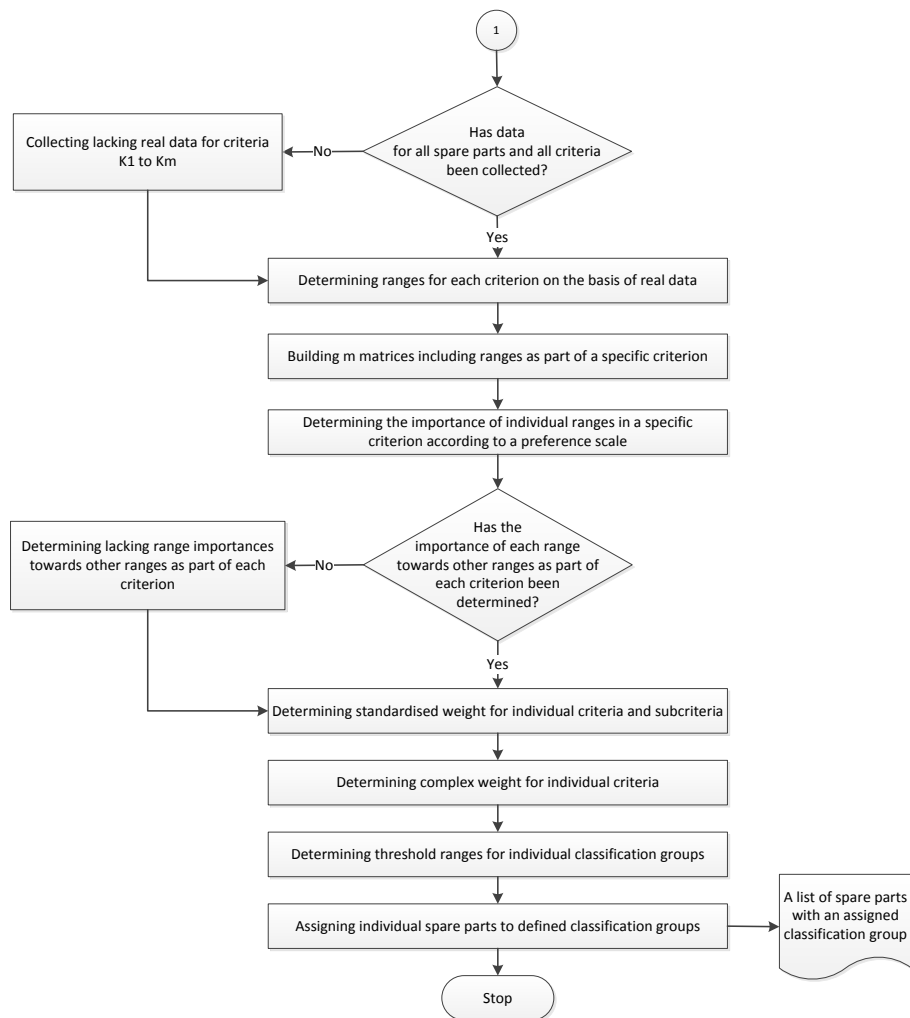 1
Has data
for all spare parts and all criteria
been collected?
No
Collecting lacking real data for criteria
K1 to Km
Yes
Determining ranges for each criterion on the basis of real data
Building m matrices including ranges as part of a specific criterion
Determining the importance of individual ranges in a specific
criterion according to a preference scale
Has the
importance of each range
towards other ranges as part of
each criterion been
determined?
No
Determining lacking range importances
towards other ranges as part of each
criterion
Yes
Determining standardised weight for individual criteria and subcriteria
Determining complex weight for individual criteria
Determining threshold ranges for individual classification groups
Assigning individual spare parts to defined classification groups
A list of spare parts
with an assigned
classification group
Stop